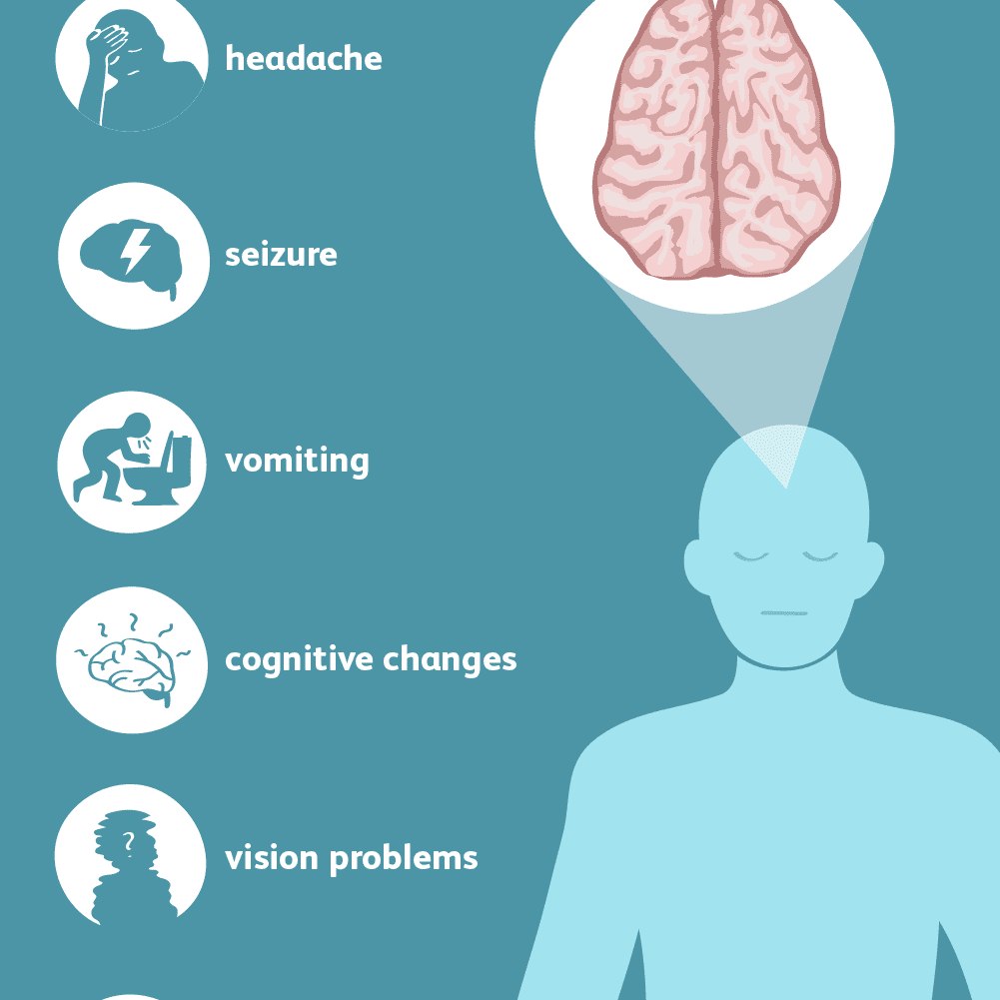 headache
seizure
vomiting
cognitive changes
vision problems